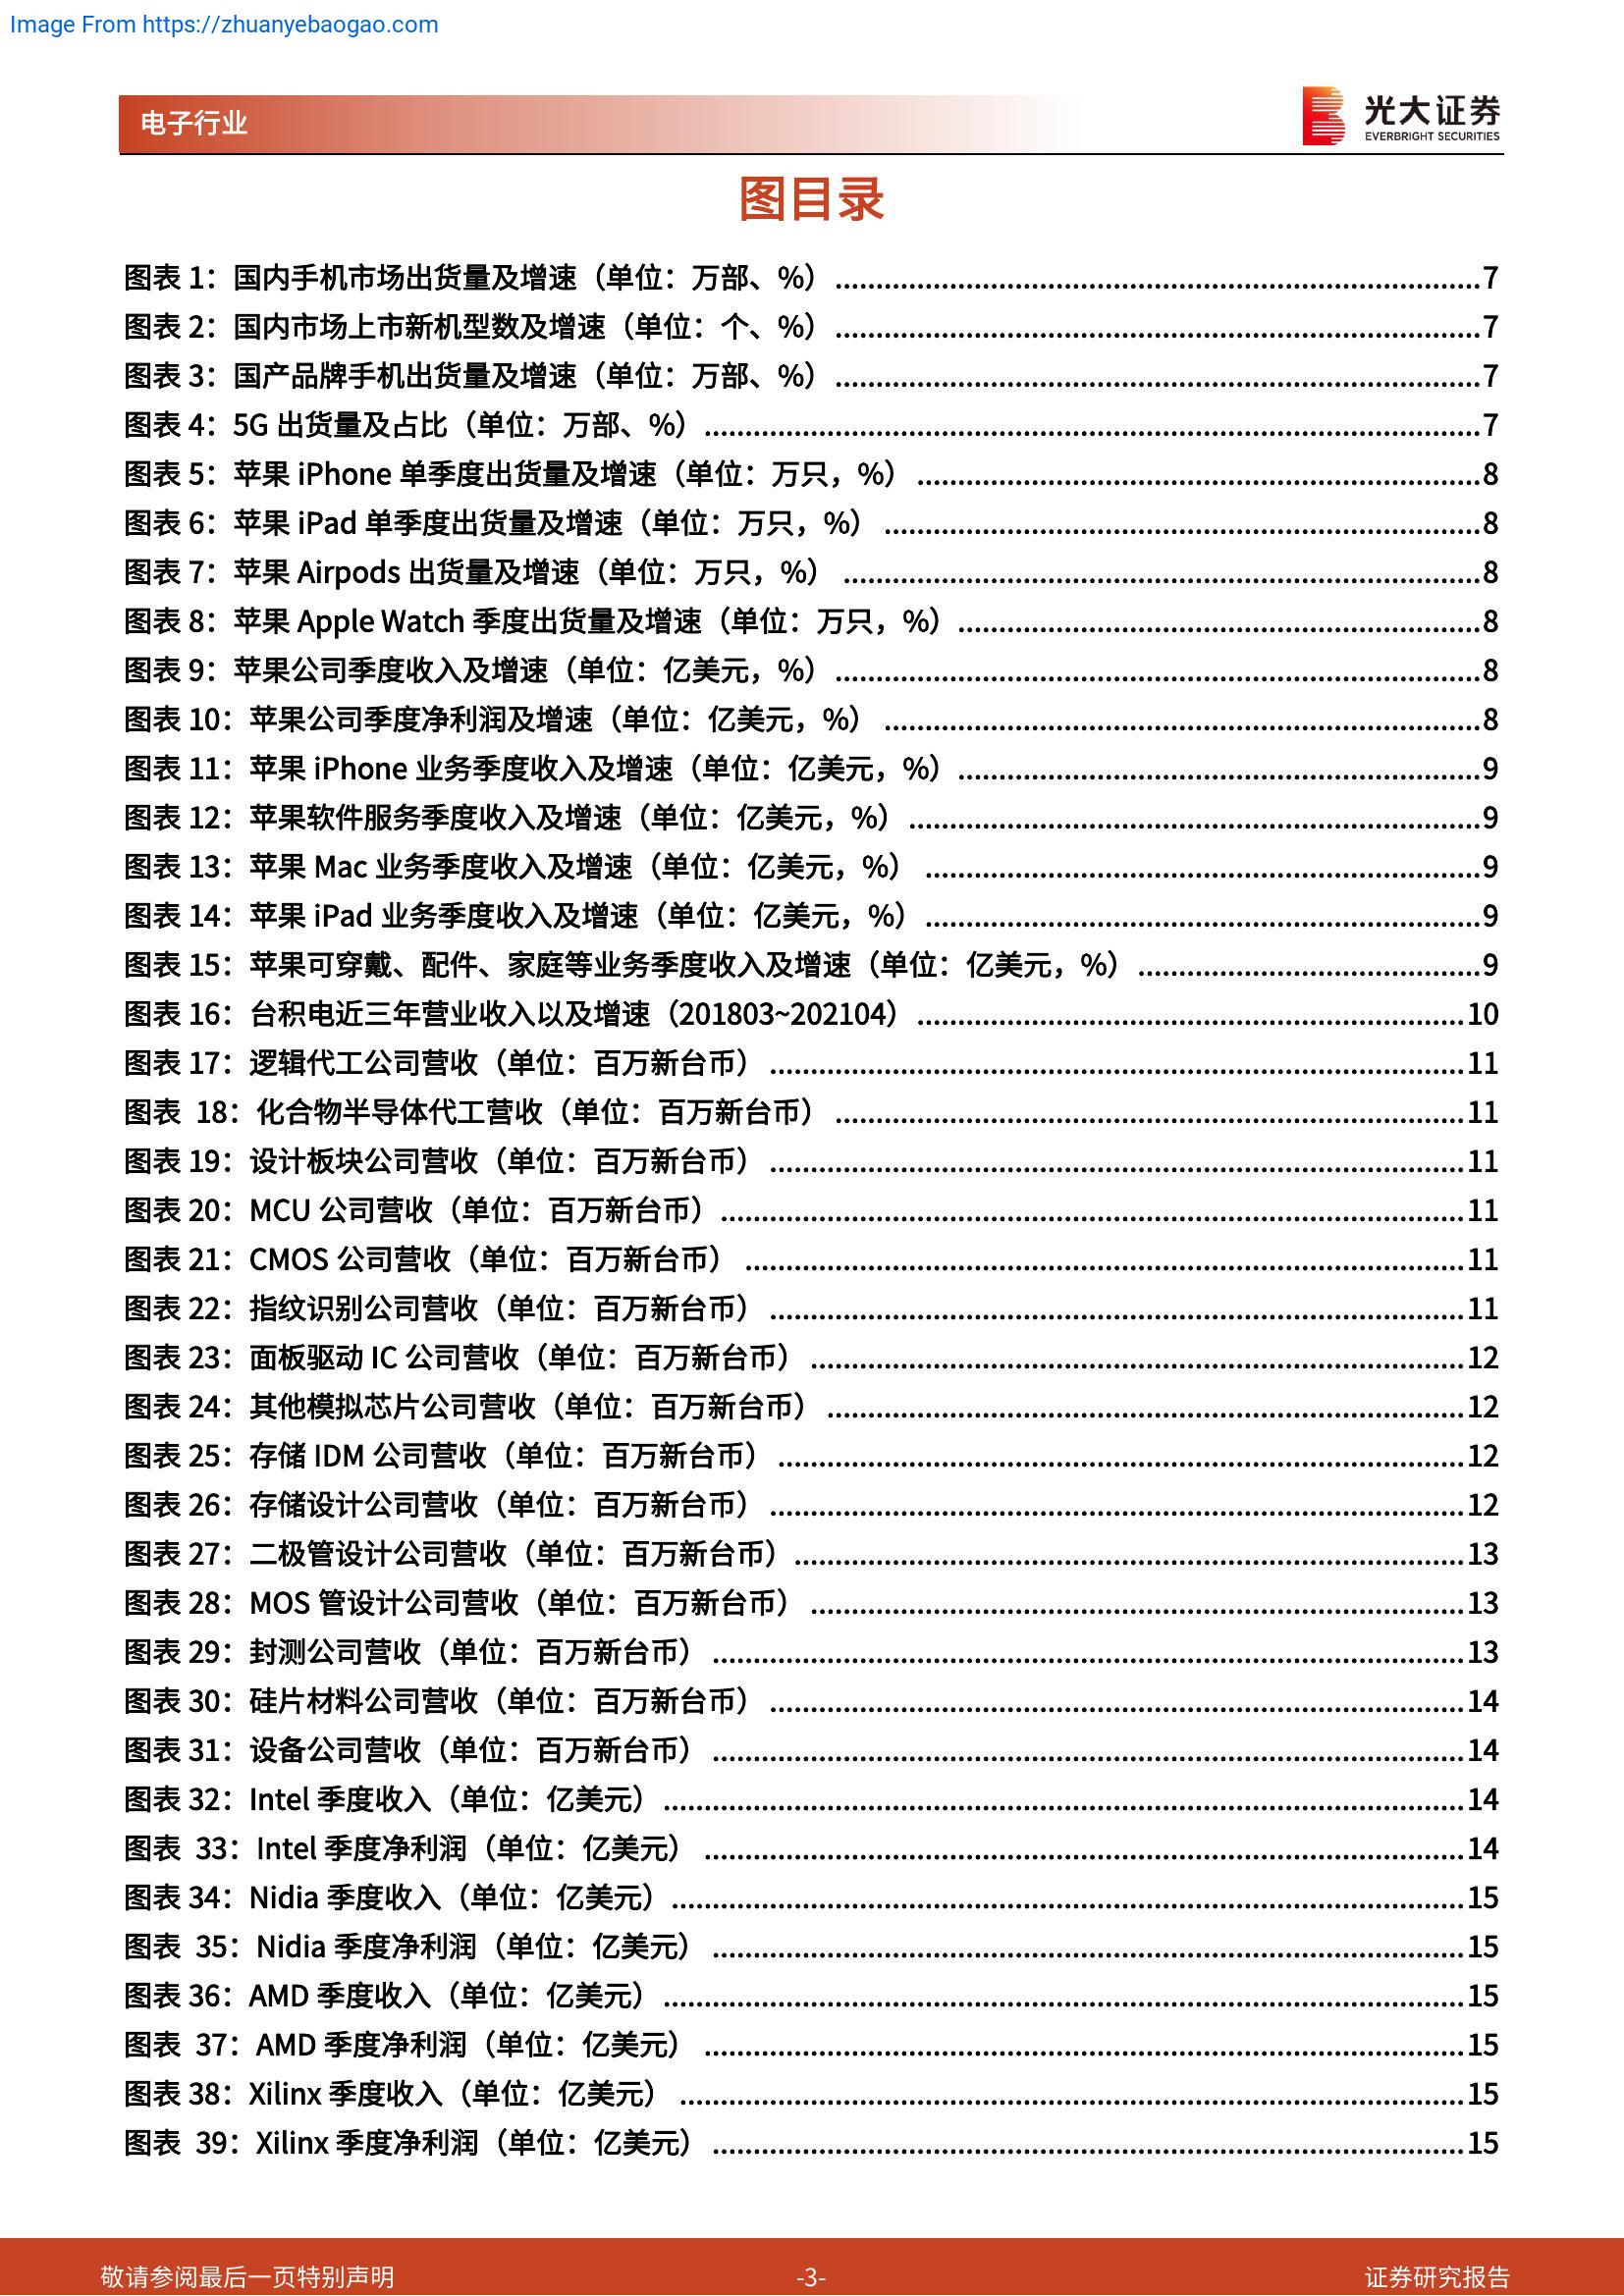 Image From https://zhuanyebaogao.com
电子行业
光大证券
EVERBRIGHT SECURITIES
图目录
图表 1：国内手机市场出货量及增速（单位：万部、%） ........ 7
图表 2：国内市场上市新机型数及增速（单位：个、%） ........ 7
图表 3：国产品牌手机出货量及增速（单位：万部、%） ........ 7
图表 4：5G 出货量及占比（单位：万部、%） ........ 7
图表 5：苹果 iPhone 单季度出货量及增速（单位：万只，%） ........ 8
图表 6：苹果 iPad 单季度出货量及增速（单位：万只，%） ........ 8
图表 7：苹果 Airpods 出货量及增速（单位：万只，%） ........ 8
图表 8：苹果 Apple Watch 季度出货量及增速（单位：万只，%） ........ 8
图表 9：苹果公司季度收入及增速（单位：亿美元，%） ........ 8
图表 10：苹果公司季度净利润及增速（单位：亿美元，%） ........ 8
图表 11：苹果 iPhone 业务季度收入及增速（单位：亿美元，%） ........ 9
图表 12：苹果软件服务季度收入及增速（单位：亿美元，%） ........ 9
图表 13：苹果 Mac 业务季度收入及增速（单位：亿美元，%） ........ 9
图表 14：苹果 iPad 业务季度收入及增速（单位：亿美元，%） ........ 9
图表 15：苹果可穿戴、配件、家庭等业务季度收入及增速（单位：亿美元，%） ........ 9
图表 16：台积电近三年营业收入以及增速（201803~202104） ........ 10
图表 17：逻辑代工公司营收（单位：百万新台币） ........ 11
图表 18：化合物半导体代工营收（单位：百万新台币） ........ 11
图表 19：设计板块公司营收（单位：百万新台币） ........ 11
图表 20：MCU 公司营收（单位：百万新台币） ........ 11
图表 21：CMOS 公司营收（单位：百万新台币） ........ 11
图表 22：指纹识别公司营收（单位：百万新台币） ........ 11
图表 23：面板驱动 IC 公司营收（单位：百万新台币） ........ 12
图表 24：其他模拟芯片公司营收（单位：百万新台币） ........ 12
图表 25：存储 IDM 公司营收（单位：百万新台币） ........ 12
图表 26：存储设计公司营收（单位：百万新台币） ........ 12
图表 27：二极管设计公司营收（单位：百万新台币） ........ 13
图表 28：MOS 管设计公司营收（单位：百万新台币） ........ 13
图表 29：封测公司营收（单位：百万新台币） ........ 13
图表 30：硅片材料公司营收（单位：百万新台币） ........ 14
图表 31：设备公司营收（单位：百万新台币） ........ 14
图表 32：Intel 季度收入（单位：亿美元） ........ 14
图表 33：Intel 季度净利润（单位：亿美元） ........ 14
图表 34：Nidia 季度收入（单位：亿美元） ........ 15
图表 35：Nidia 季度净利润（单位：亿美元） ........ 15
图表 36：AMD 季度收入（单位：亿美元） ........ 15
图表 37：AMD 季度净利润（单位：亿美元） ........ 15
图表 38：Xilinx 季度收入（单位：亿美元） ........ 15
图表 39：Xilinx 季度净利润（单位：亿美元） ........ 15
敬请参阅最后一页特别声明
-3-
证券研究报告